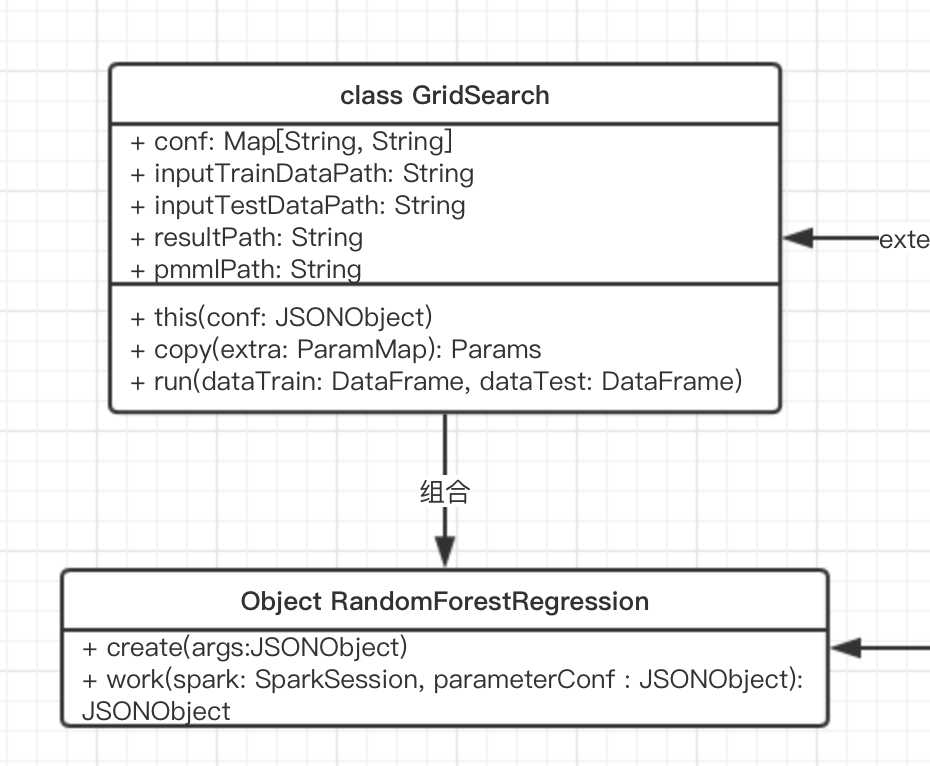 class GridSearch
+ conf: Map[String, String]
+ inputTrainDataPath: String
+ inputTestDataPath: String
+ resultPath: String
+ pmmlPath: String
exte
+ this(conf: JSONObject)
+ copy(extra: ParamMap): Params
+ run(dataTrain: DataFrame, dataTest: DataFrame)
组合
Object RandomForestRegression
+ create(args:JSONObject)
+ work(spark: SparkSession, parameterConf : JSONObject):
JSONObject